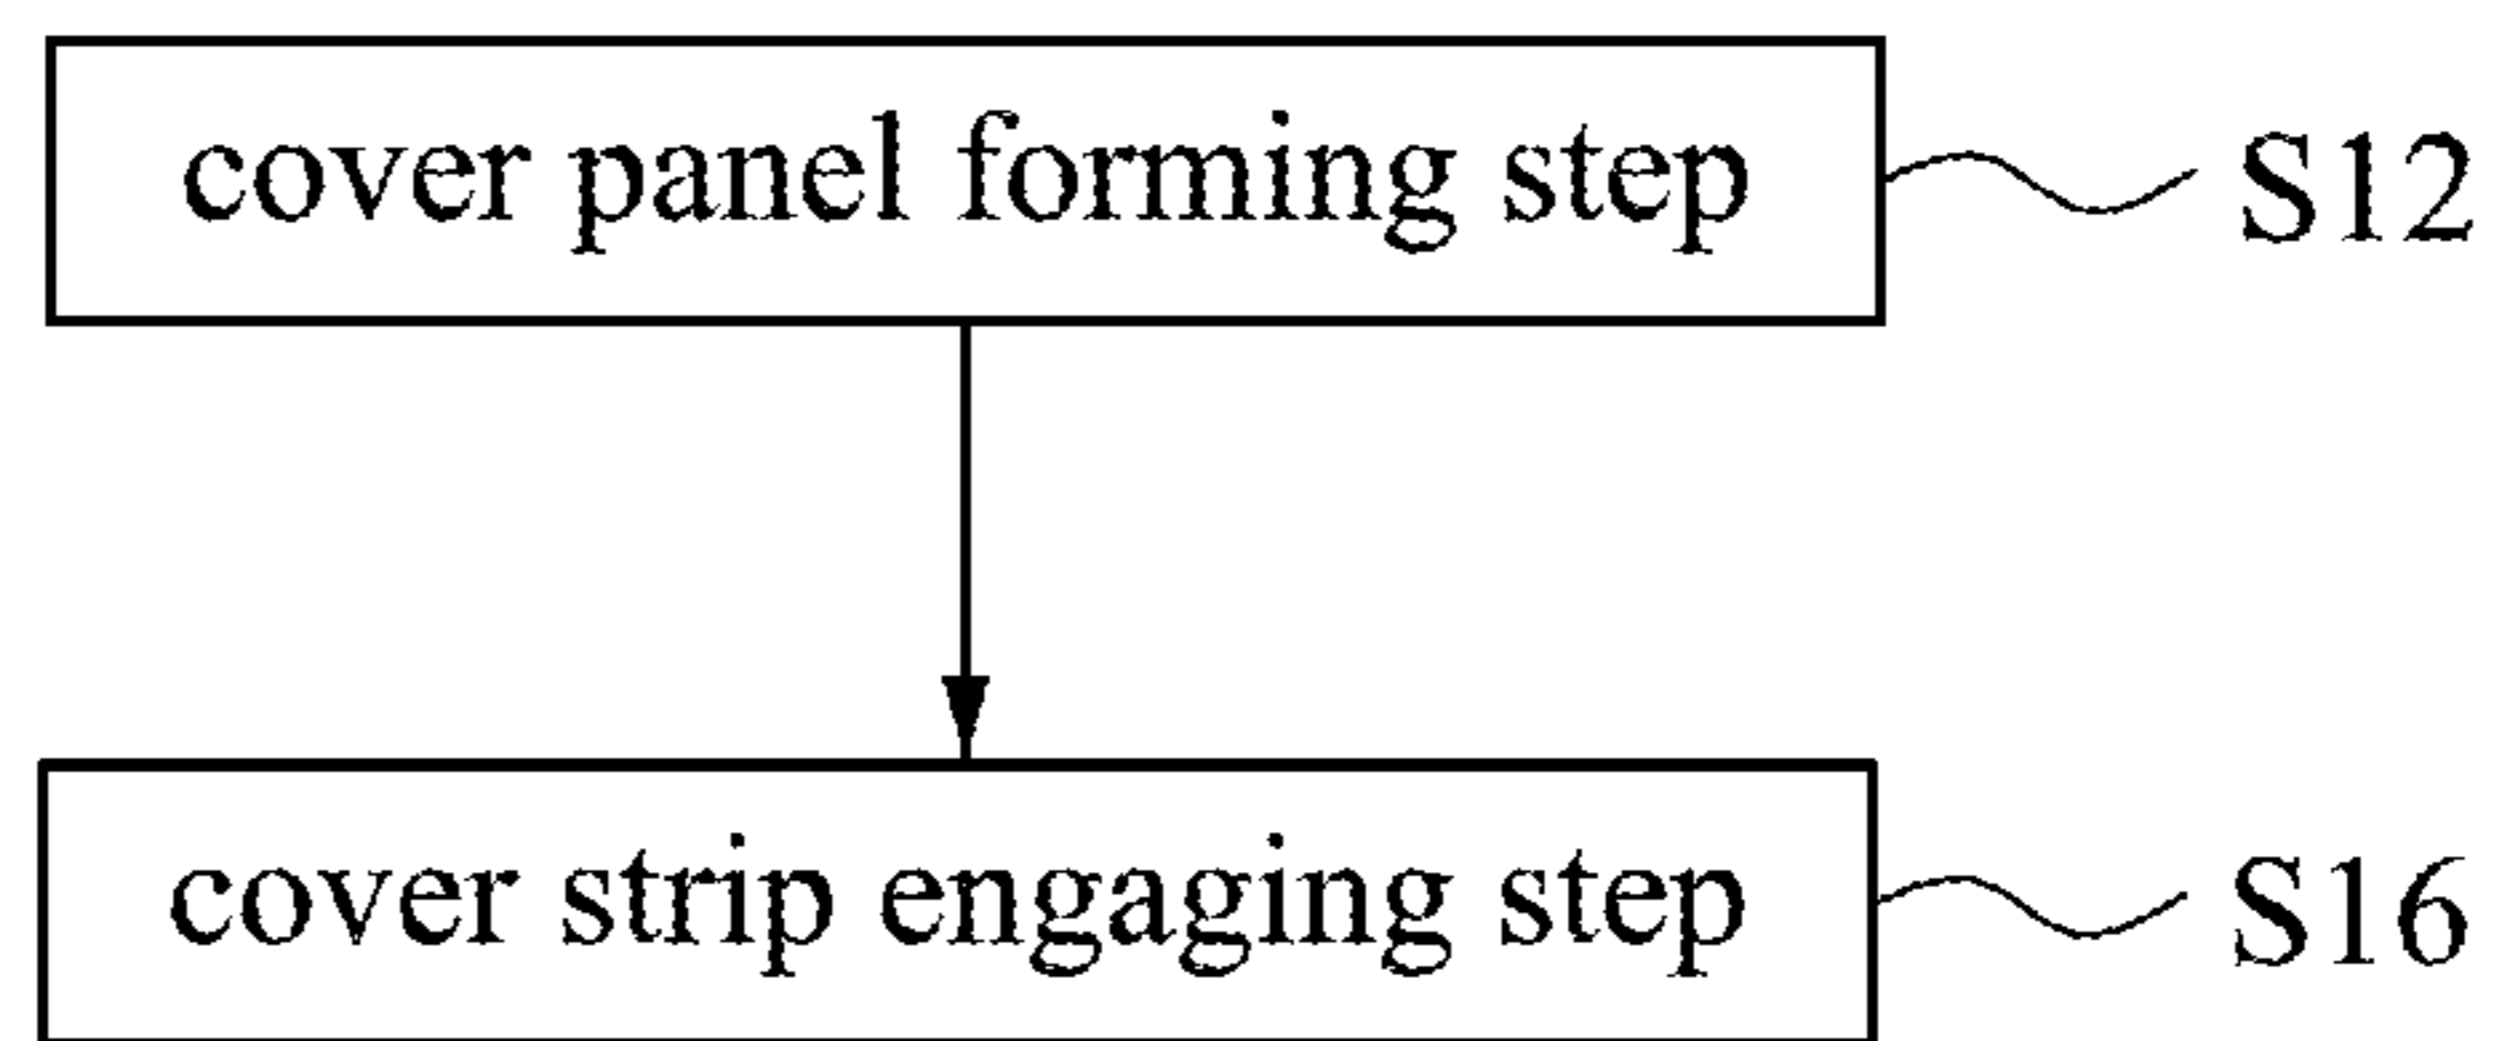 cover panel forming step S12
cover strip engaging step S16